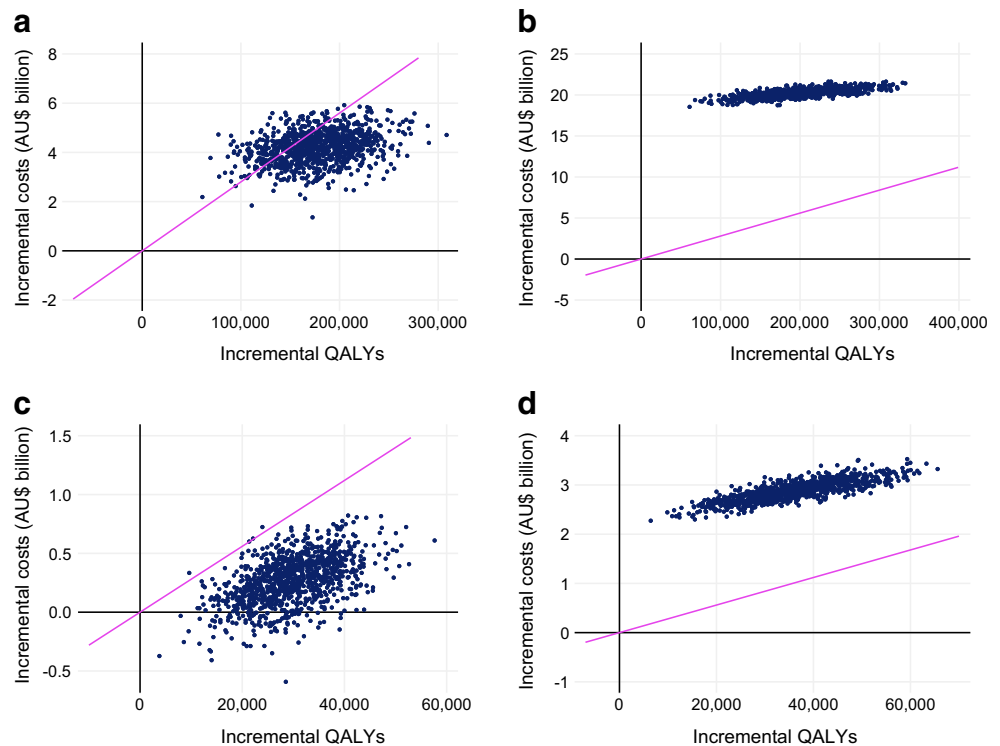 a
Incremental costs (AU$ billion)
8
6
4
2
0
-2
0 100,000 200,000 300,000
Incremental QALYs
b
Incremental costs (AU$ billion)
25
20
15
10
5
0
-5
0 100,000 200,000 300,000 400,000
Incremental QALYs
c
Incremental costs (AU$ billion)
1.5
1.0
0.5
0.0
-0.5
0 20,000 40,000 60,000
Incremental QALYs
d
Incremental costs (AU$ billion)
4
3
2
1
0
-1
0 20,000 40,000 60,000
Incremental QALYs